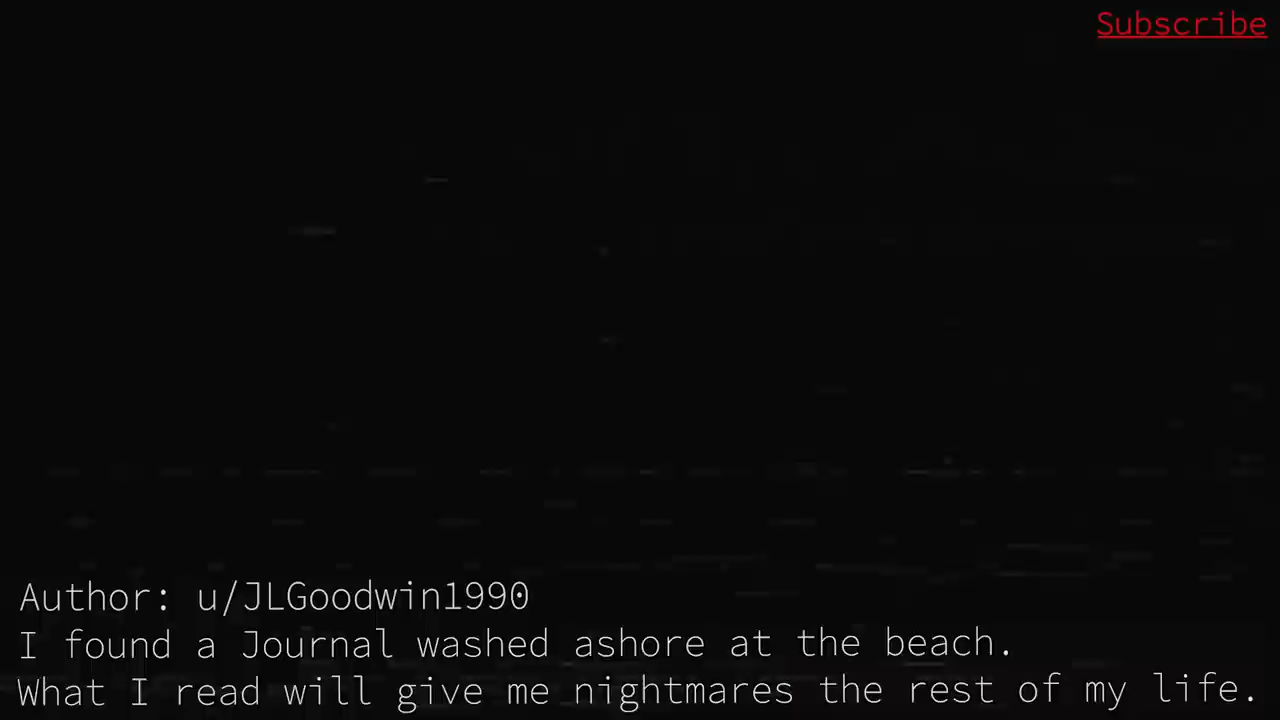 Subscribe
Author: u/JLGoodwin1990
I found a Journal washed ashore at the beach.
What I read will give me nightmares the rest of my life.